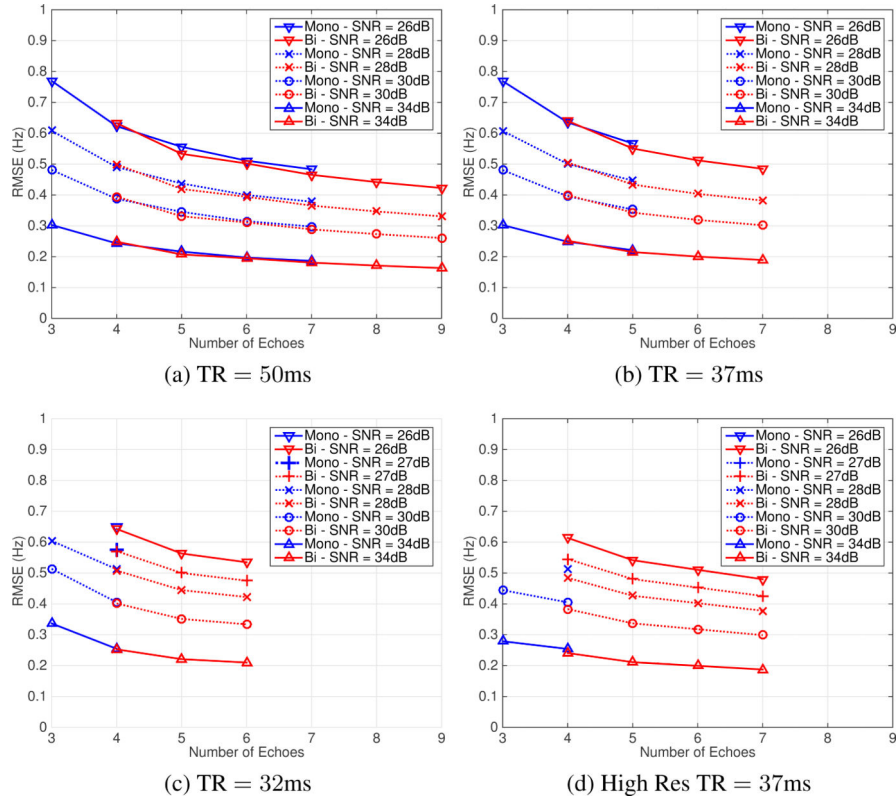 1
0.9
0.8
0.7
0.6
0.5
0.4
0.3
0.2
0.1
0
RMSE (Hz)
3 4 5 6 7 8 9
Number of Echoes
Mono - SNR = 26dB
Bi - SNR = 26dB
Mono - SNR = 28dB
Bi - SNR = 28dB
Mono - SNR = 30dB
Bi - SNR = 30dB
Mono - SNR = 34dB
Bi - SNR = 34dB
(a) TR = 50ms
1
0.9
0.8
0.7
0.6
0.5
0.4
0.3
0.2
0.1
0
RMSE (Hz)
3 4 5 6 7 8 9
Number of Echoes
Mono - SNR = 26dB
Bi - SNR = 26dB
Mono - SNR = 28dB
Bi - SNR = 28dB
Mono - SNR = 30dB
Bi - SNR = 30dB
Mono - SNR = 34dB
Bi - SNR = 34dB
(b) TR = 37ms
1
0.9
0.8
0.7
0.6
0.5
0.4
0.3
0.2
0.1
0
RMSE (Hz)
3 4 5 6 7 8 9
Number of Echoes
Mono - SNR = 26dB
Bi - SNR = 26dB
Mono - SNR = 27dB
Bi - SNR = 27dB
Mono - SNR = 28dB
Bi - SNR = 28dB
Mono - SNR = 30dB
Bi - SNR = 30dB
Mono - SNR = 34dB
Bi - SNR = 34dB
(c) TR = 32ms
1
0.9
0.8
0.7
0.6
0.5
0.4
0.3
0.2
0.1
0
RMSE (Hz)
3 4 5 6 7 8 9
Number of Echoes
Mono - SNR = 26dB
Bi - SNR = 26dB
Mono - SNR = 27dB
Bi - SNR = 27dB
Mono - SNR = 28dB
Bi - SNR = 28dB
Mono - SNR = 30dB
Bi - SNR = 30dB
Mono - SNR = 34dB
Bi - SNR = 34dB
(d) High Res TR = 37ms